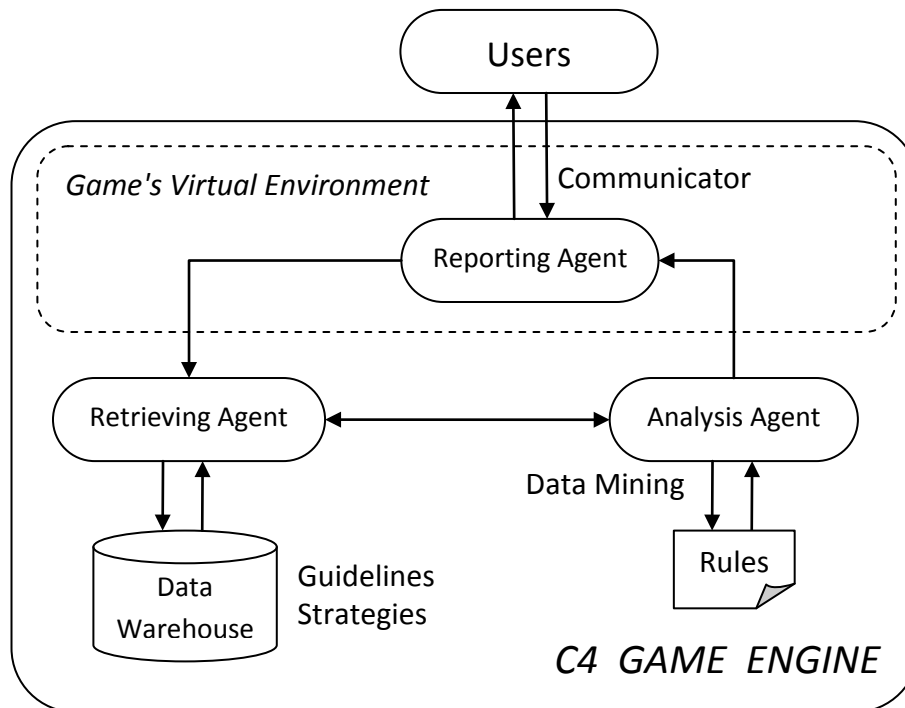 Users
Game's Virtual Environment
Communicator
Reporting Agent
Retrieving Agent
Analysis Agent
Data Mining
Data
Warehouse
Guidelines
Strategies
Rules
C4 GAME ENGINE